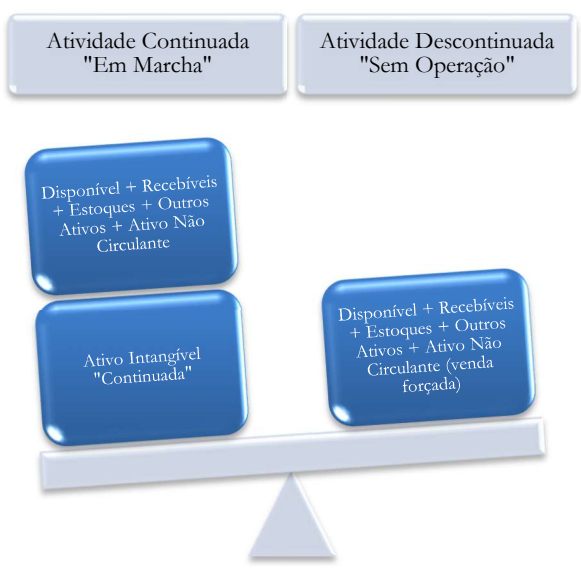 Atividade Continuada
"Em Marcha"
Atividade Descontinuada
"Sem Operação"
Disponível + Recebíveis
+ Estoques + Outros
Ativos + Ativo Não
Circulante
Ativo Intangível
"Continuada"
Disponível + Recebíveis
+ Estoques + Outros
Ativos + Ativo Não
Circulante (venda
forçada)